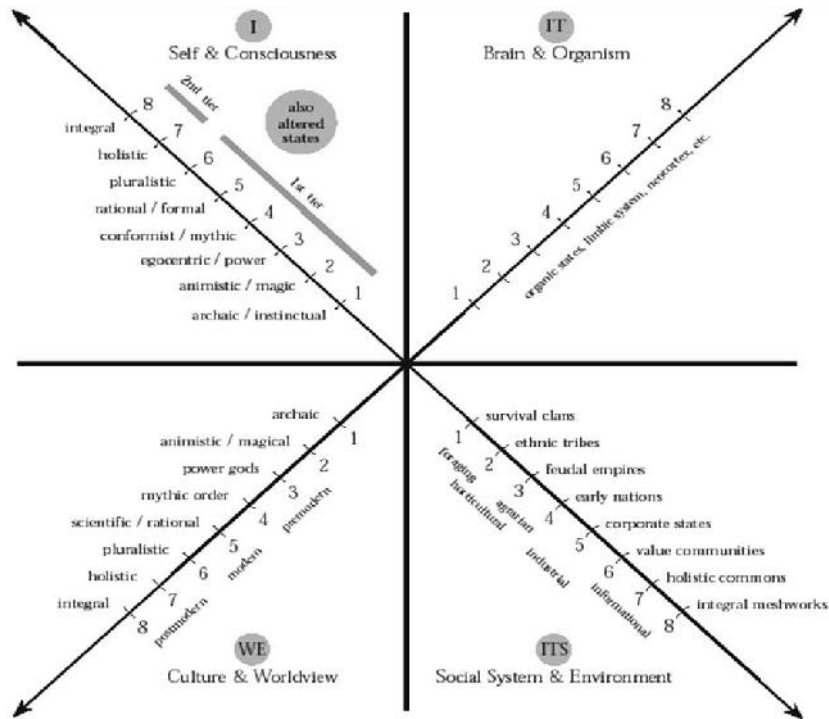 I
Self & Consciousness
2nd tier
also
altered
states
1st tier
8
integral
7
holistic
6
pluralistic
5
rational / formal
4
conformist / mythic
3
egocentric / power
2
animistic / magic
1
archaic / instinctual
IT
Brain & Organism
8
7
6
5
4
3
2
1
organic states, limbic system, neocortex, etc.
archaic
1
animistic / magical
2
power gods
3
mythic order
4
scientific / rational
5
pluralistic
6
holistic
7
integral
8
premodern
modern
postmodern
WE
Culture & Worldview
1
survival clans
2
ethnic tribes
3
feudal empires
4
early nations
5
corporate states
6
value communities
7
holistic commons
8
integral meshworks
foraging
horticultural
agrarian
industrial
informational
ITS
Social System & Environment